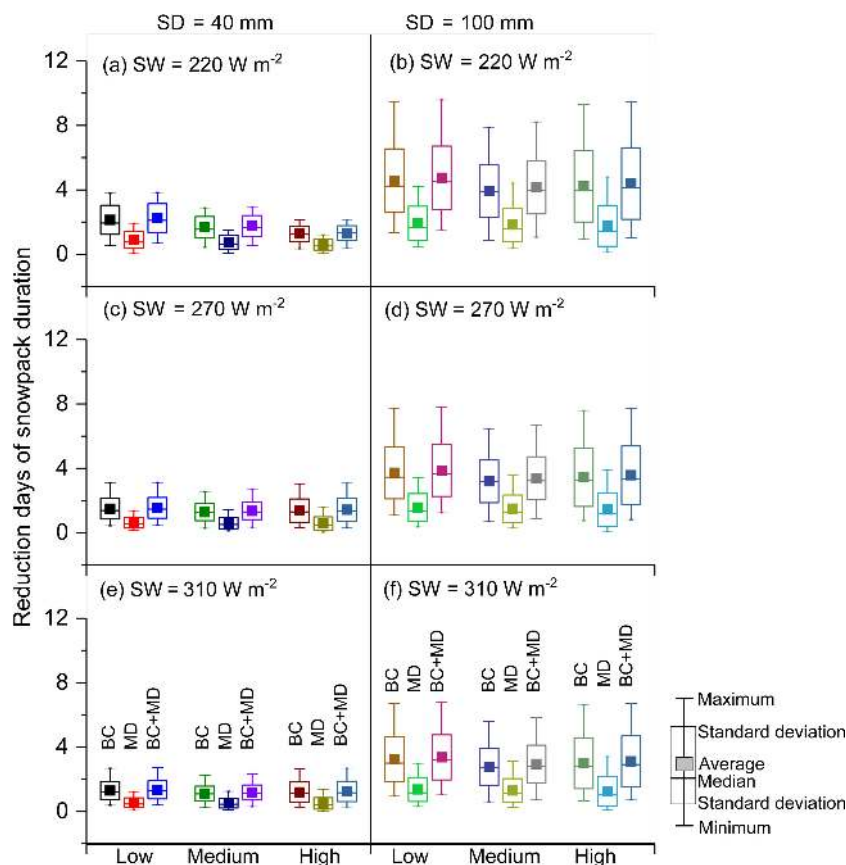 SD = 40 mm
SD = 100 mm
Reduction days of snowpack duration
12
(a) SW = 220 W m⁻²
(b) SW = 220 W m⁻²
8
4
0
12
(c) SW = 270 W m⁻²
(d) SW = 270 W m⁻²
8
4
0
12
(e) SW = 310 W m⁻²
(f) SW = 310 W m⁻²
8
4
0
BC
MD
BC+MD
BC
MD
BC+MD
BC
MD
BC+MD
BC
MD
BC+MD
BC
MD
BC+MD
BC
MD
BC+MD
Low
Medium
High
Low
Medium
High
Maximum
Standard deviation
Average
Median
Standard deviation
Minimum